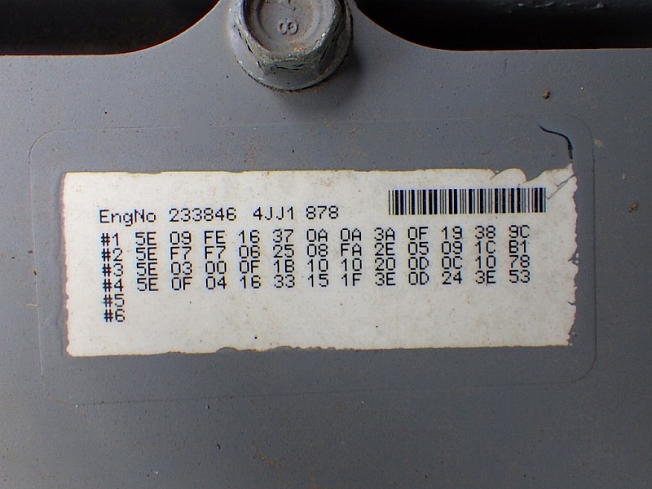 8
EngNo 233846 4JJ1 878
#1 5E 09 FE 16 37 0A 0A 3A 0F 19 38 9C
#2 5E F7 F7 0B 25 08 FA 2E 05 09 1C B1
#3 5E 03 00 0F 1B 10 10 20 0D 0C 10 78
#4 5E 0F 04 16 33 15 1F 3E 0D 24 3E 53
#5
#6